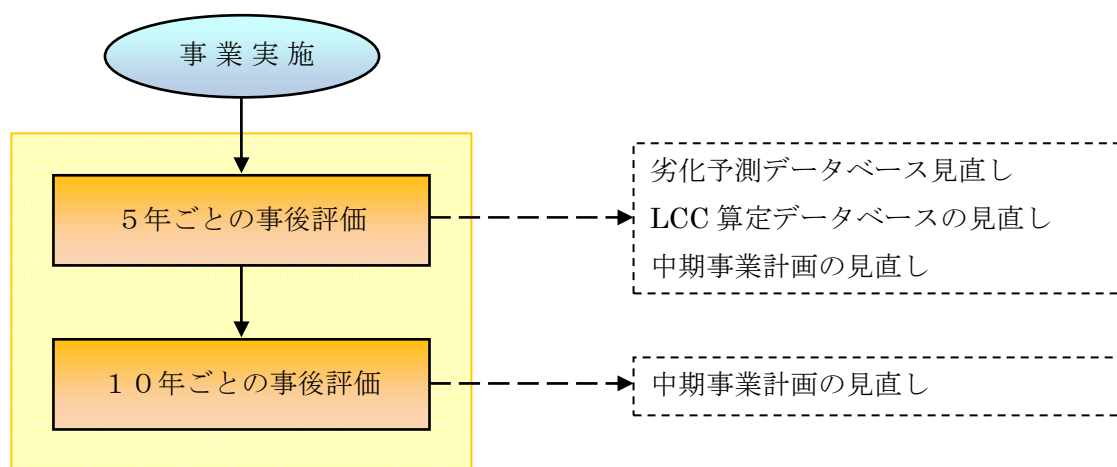 事 業 実 施
５年ごとの事後評価
劣化予測データベース見直し
LCC 算定データベースの見直し
中期事業計画の見直し
１０年ごとの事後評価
中期事業計画の見直し